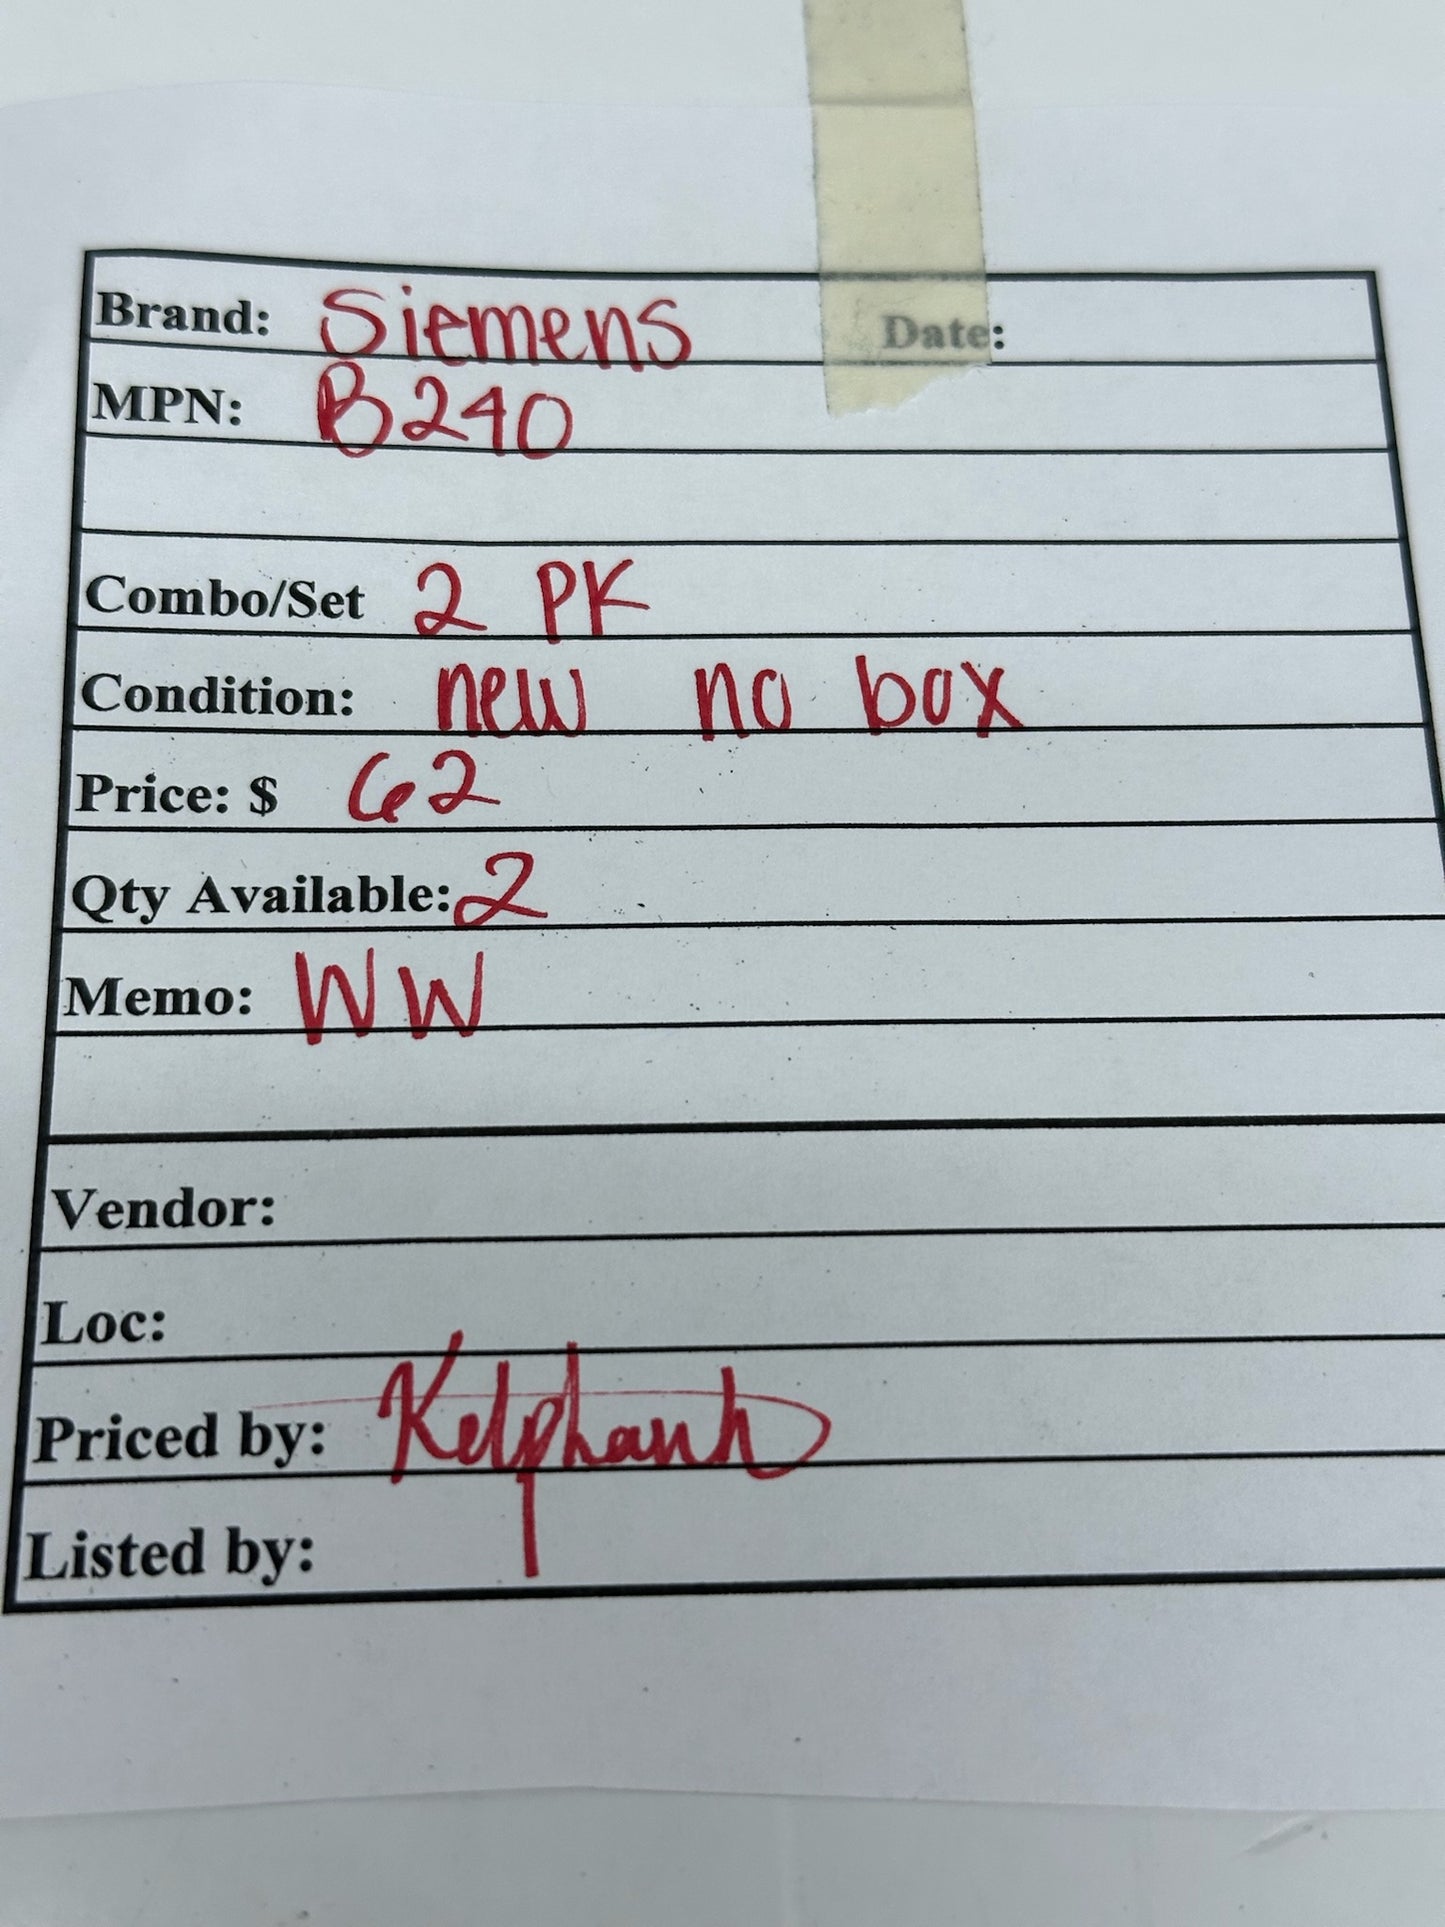 Brand: Siemens Date:
MPN: B240
Combo/Set 2 PK
Condition: new no box
Price: $ 62
Qty Available: 2
Memo: WW
Vendor:
Loc:
Priced by:
Listed by: